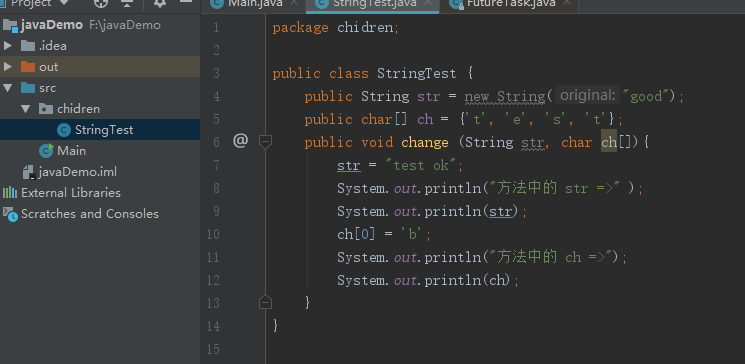 Project
Main.java StringTest.java FutureTask.java
javaDemo F:\javaDemo
.idea
out
src
chidren
StringTest
Main
javaDemo.iml
External Libraries
Scratches and Consoles
1 package chidren;
2
3 public class StringTest {
4 public String str = new String( original: "good");
5 public char[] ch = {'t', 'e', 's', 't'};
6 @ public void change (String str, char ch[]){
7 str = "test ok";
8 System.out.println("方法中的 str =>" );
9 System.out.println(str);
10 ch[0] = 'b';
11 System.out.println("方法中的 ch =>");
12 System.out.println(ch);
13 }
14 }
15